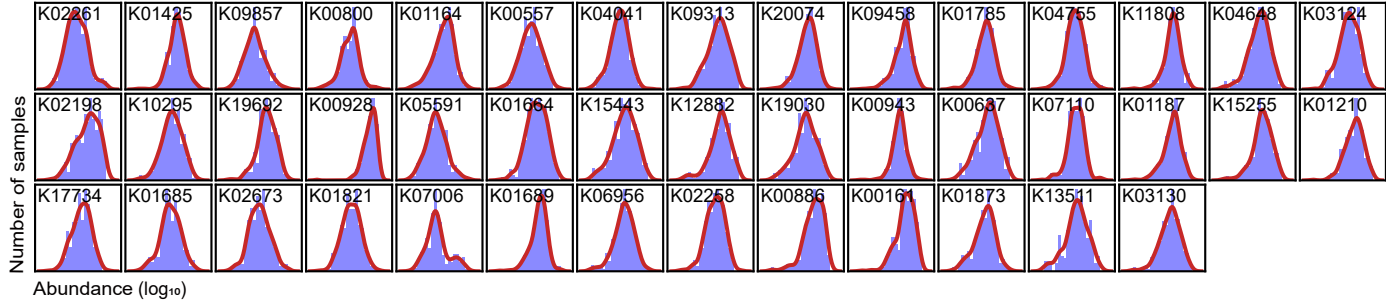 K02261 K01425 K09857 K00800 K01164 K00557 K04041 K09313 K20074 K09458 K01785 K04755 K11808 K04648 K03124
K02198 K10295 K19692 K00928 K05591 K01664 K15443 K12882 K19030 K00943 K00637 K07110 K01187 K15255 K01210
K17734 K01685 K02673 K01821 K07006 K01689 K06956 K02258 K00886 K00161 K01873 K13511 K03130
Number of samples
Abundance (log₁₀)